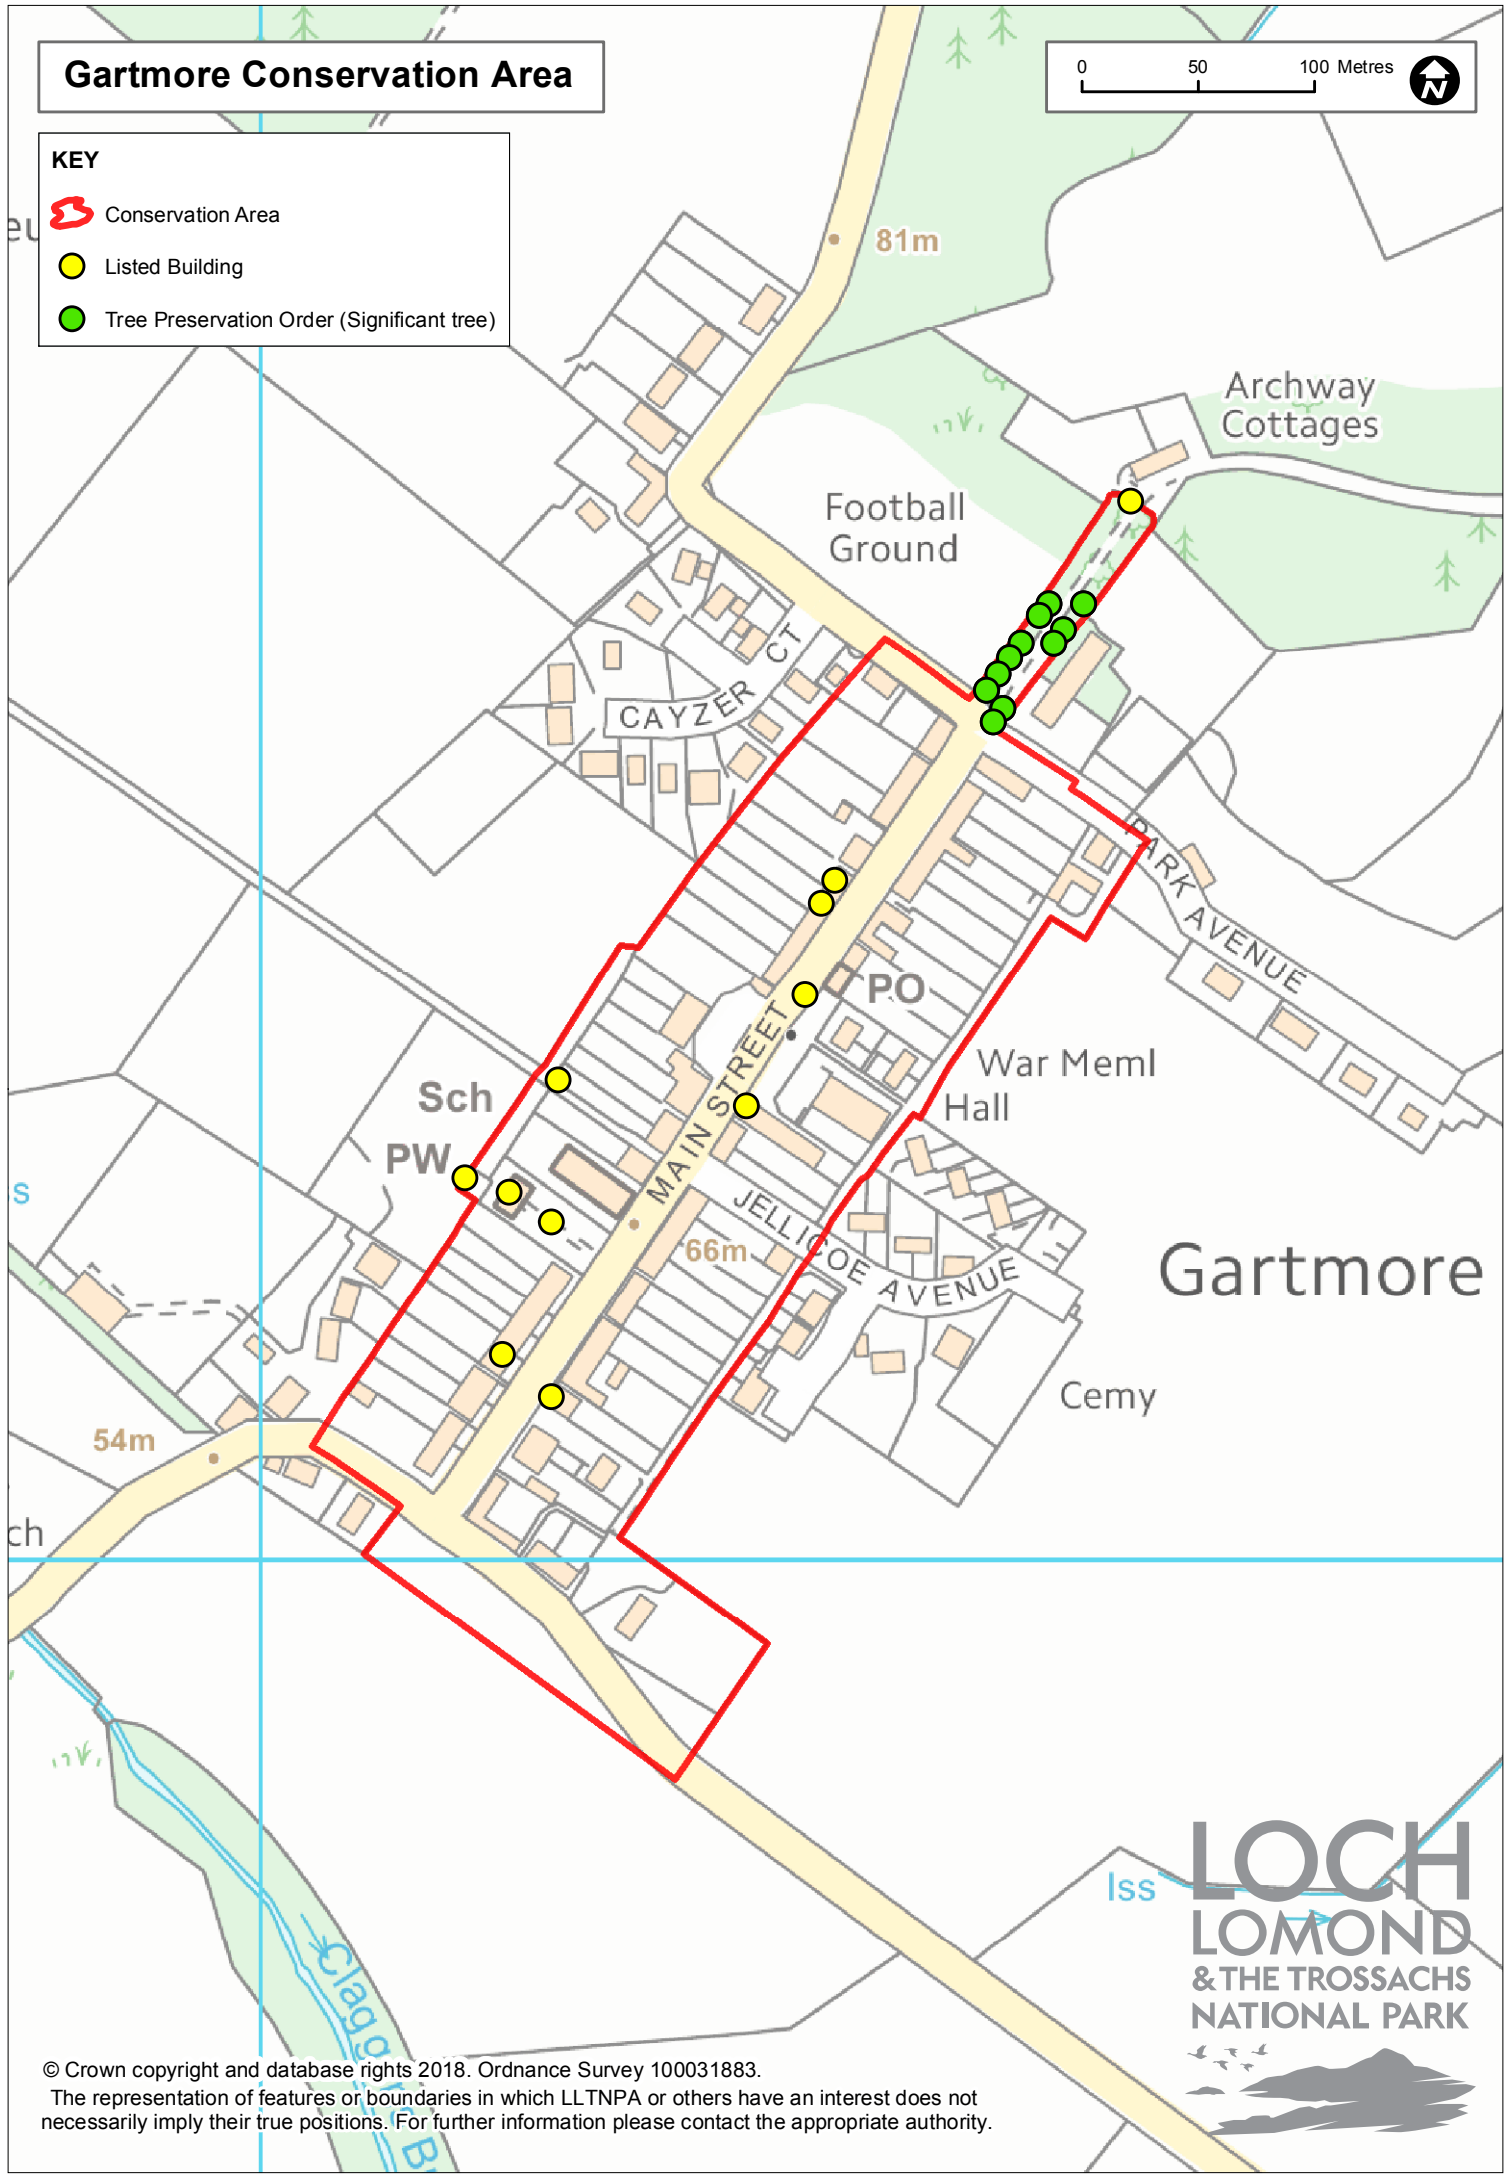 Gartmore Conservation Area
0 50 100 Metres
N
KEY
Conservation Area
Listed Building
Tree Preservation Order (Significant tree)
eu
81m
Archway
Cottages
Football
Ground
CAYZER CT
PARK AVENUE
PO
MAIN STREET
War Meml
Hall
Sch
PW
s
JELLICOE AVENUE
66m
Gartmore
Cemy
54m
ch
Iss
LOCH
LOMOND
& THE TROSSACHS
NATIONAL PARK
© Crown copyright and database rights 2018. Ordnance Survey 100031883.
The representation of features or boundaries in which LLTNPA or others have an interest does not
necessarily imply their true positions. For further information please contact the appropriate authority.